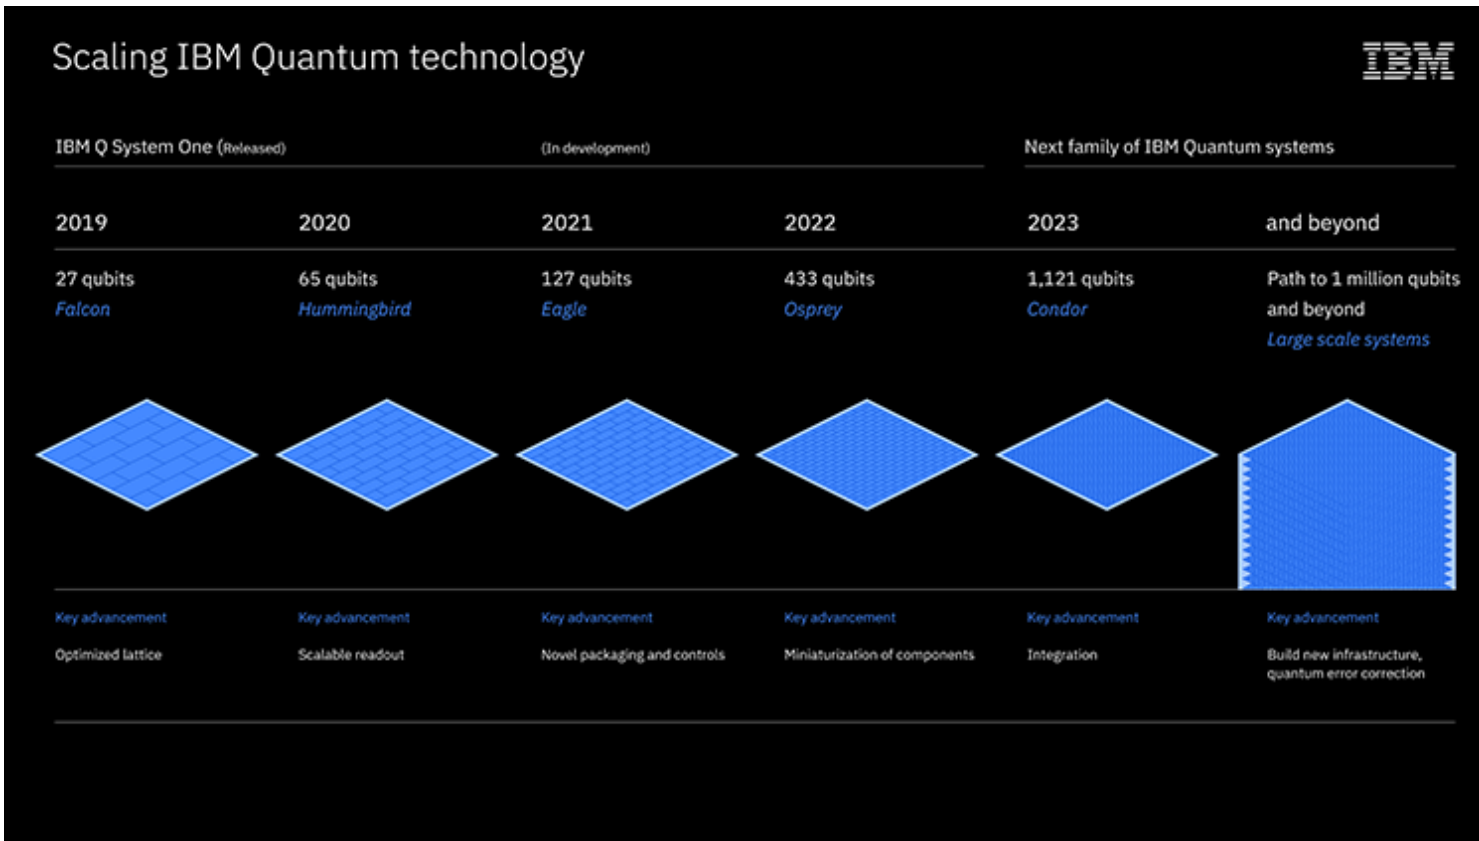 Scaling IBM Quantum technology
IBM
IBM Q System One (Released)
(In development)
Next family of IBM Quantum systems
2019
2020
2021
2022
2023
and beyond
27 qubits
Falcon
65 qubits
Hummingbird
127 qubits
Eagle
433 qubits
Osprey
1,121 qubits
Condor
Path to 1 million qubits
and beyond
Large scale systems
Key advancement
Optimized lattice
Key advancement
Scalable readout
Key advancement
Novel packaging and controls
Key advancement
Miniaturization of components
Key advancement
Integration
Key advancement
Build new infrastructure,
quantum error correction